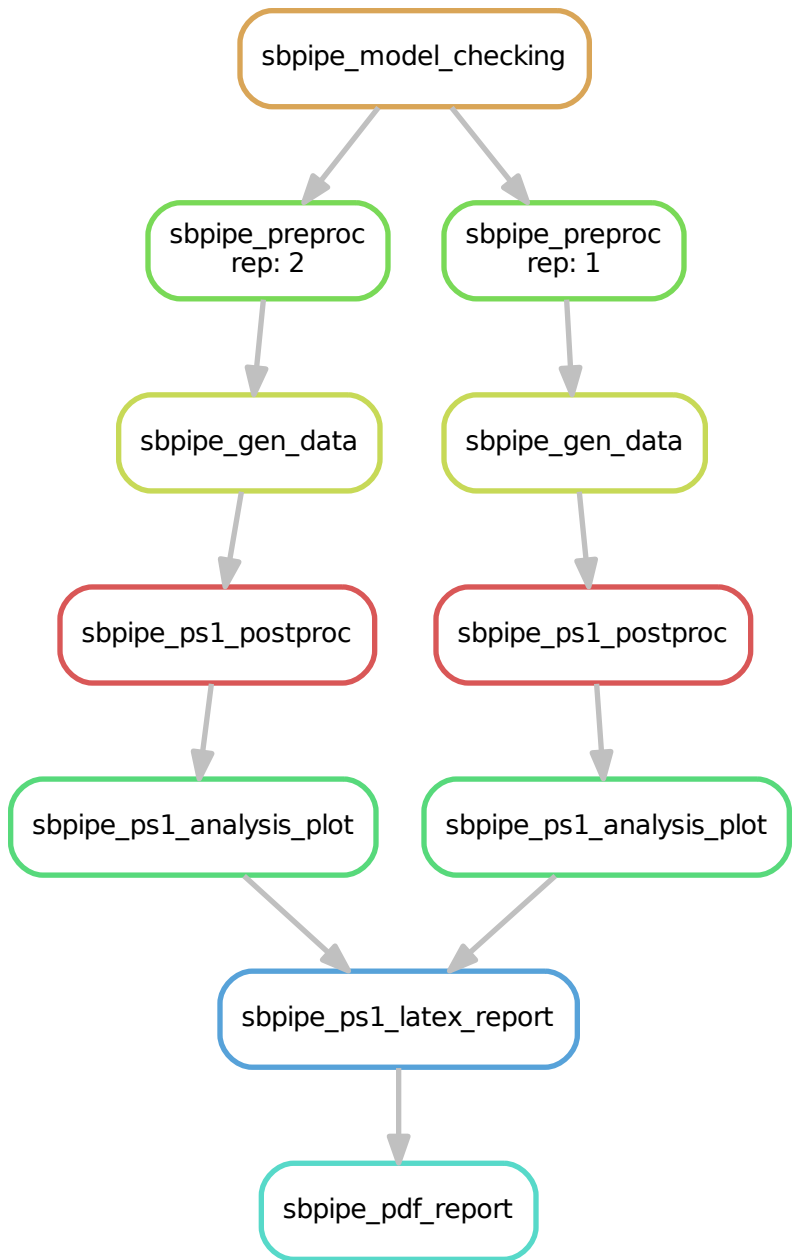 sbpipe_model_checking
sbpipe_preproc
rep: 2
sbpipe_preproc
rep: 1
sbpipe_gen_data
sbpipe_gen_data
sbpipe_ps1_postproc
sbpipe_ps1_postproc
sbpipe_ps1_analysis_plot
sbpipe_ps1_analysis_plot
sbpipe_ps1_latex_report
sbpipe_pdf_report